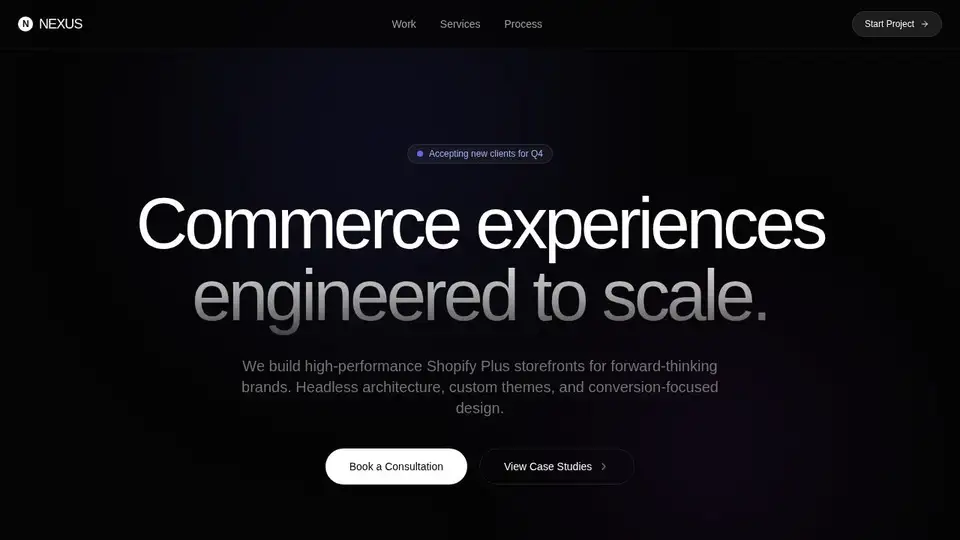 N NEXUS
Work
Services
Process
Start Project
Accepting new clients for Q4
Commerce experiences
engineered to scale.
We build high-performance Shopify Plus storefronts for forward-thinking
brands. Headless architecture, custom themes, and conversion-focused
design.
Book a Consultation
View Case Studies